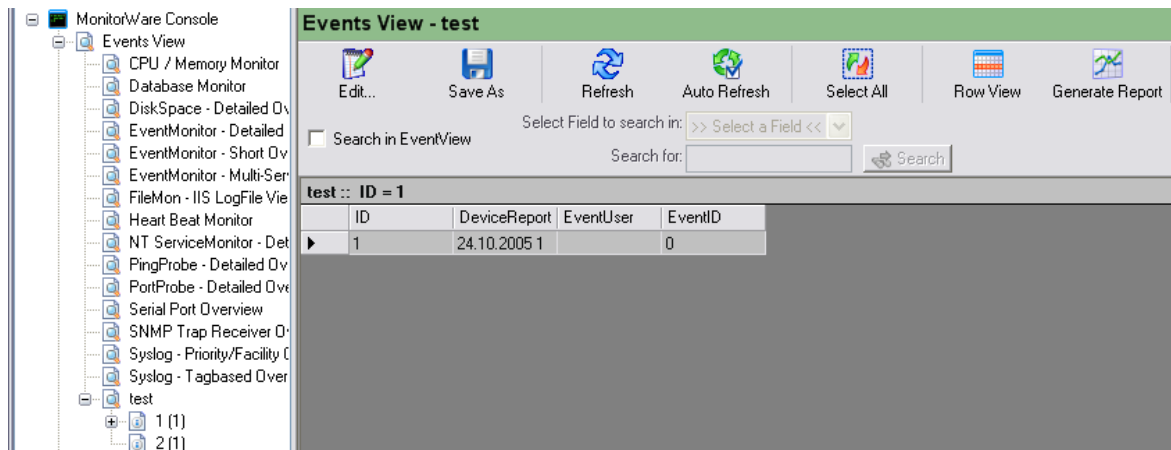 MonitorWare Console
Events View
CPU / Memory Monitor
Database Monitor
DiskSpace - Detailed Ov
EventMonitor - Detailed
EventMonitor - Short Ov
EventMonitor - Multi-Ser
FileMon - IIS LogFile Vie
Heart Beat Monitor
NT ServiceMonitor - Det
PingProbe - Detailed Ov
PortProbe - Detailed Ove
Serial Port Overview
SNMP Trap Receiver O
Syslog - Priority/Facility
Syslog - Tagbased Over
test
1 (1)
2 (1)
Events View - test
Edit... Save As Refresh Auto Refresh Select All Row View Generate Report
Search in EventView
Select Field to search in: >> Select a Field <<
Search for: Search
test :: ID = 1
ID DeviceReport EventUser EventID
1 24.10.2005 1 0